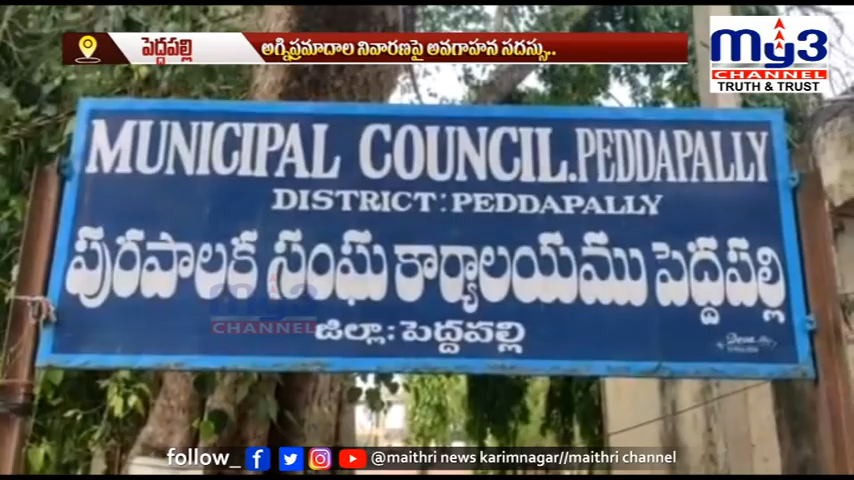 పెద్దపల్లి
అగ్నిప్రమాదాల నివారణపై అవగాహన సదస్సు..
my3
CHANNEL
TRUTH & TRUST
MUNICIPAL COUNCIL.PEDDAPALLY
DISTRICT: PEDDAPALLY
పురపాలక సంఘ కార్యాలయము పెద్దపల్లి
my3
CHANNEL
జిల్లా: పెద్దపల్లి
follow_ @maithri news karimnagar//maithri channel